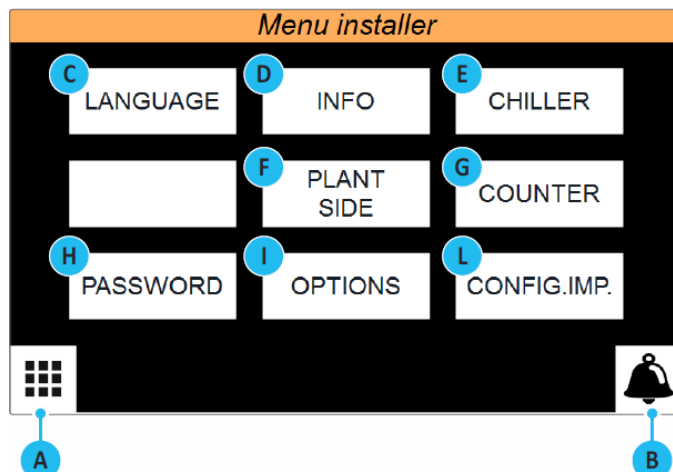 Menu installer
C
LANGUAGE
D
INFO
E
CHILLER
F
PLANT
SIDE
G
COUNTER
H
PASSWORD
I
OPTIONS
L
CONFIG.IMP.
A
B